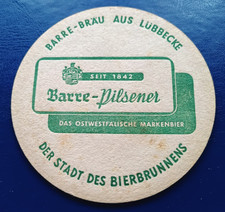 BARRE-BRÄU AUS LÜBBECKE
SEIT 1842
Barre-Pilsener
DAS OSTWESTFÄLISCHE MARKENBIER
DER STADT DES BIERBRUNNENS